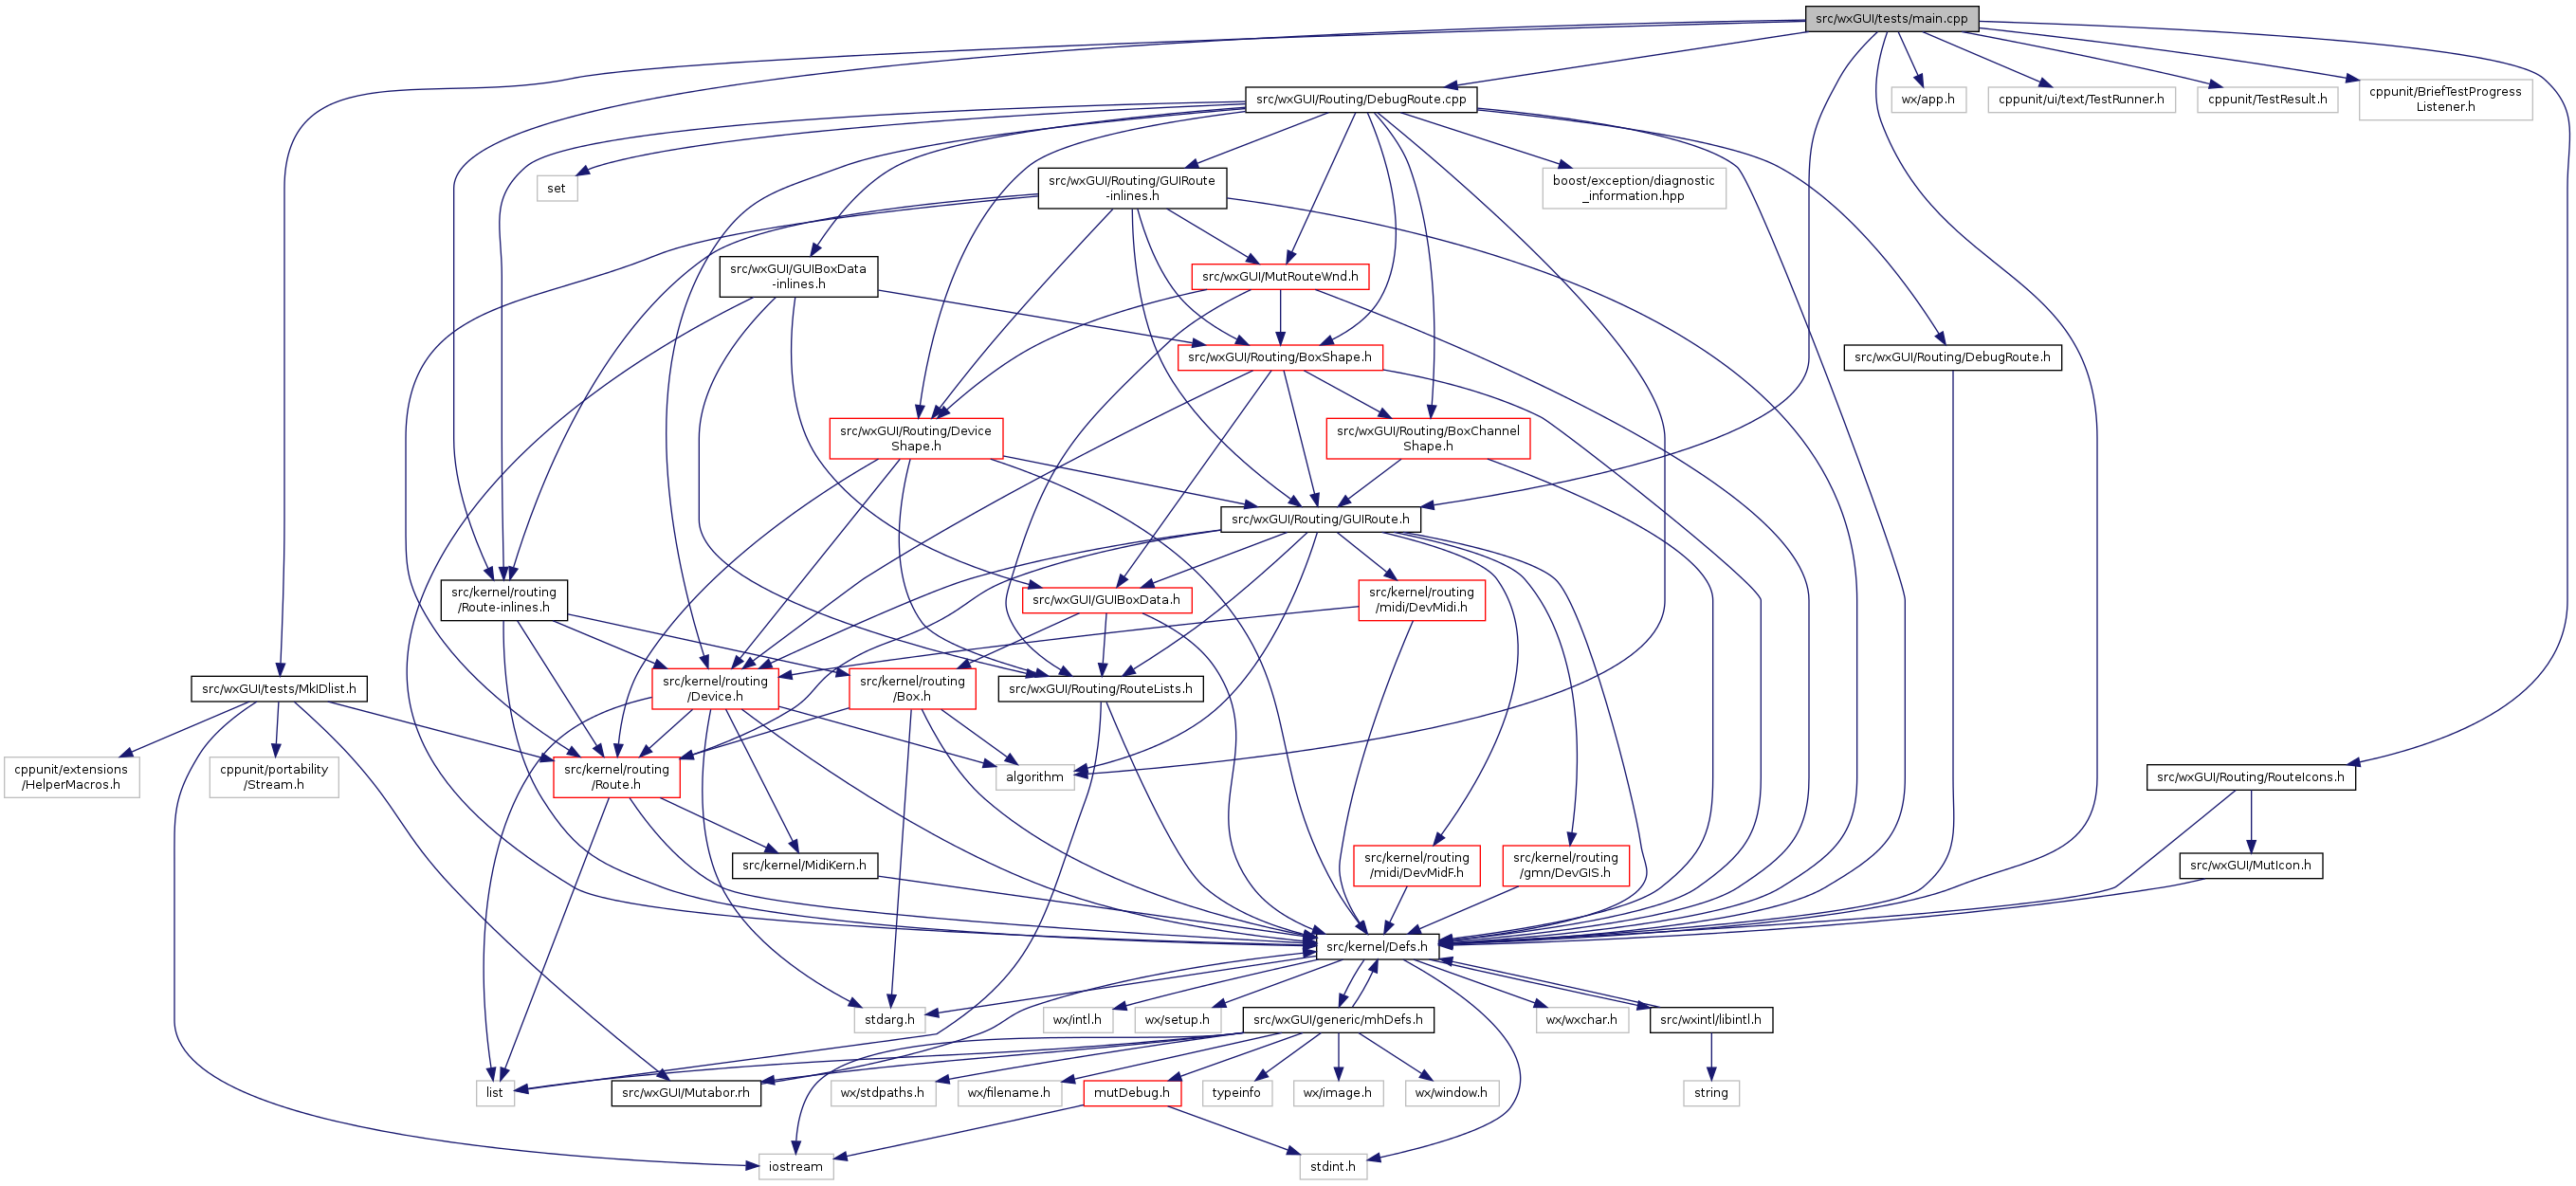 src/wxGUI/tests/main.cpp
src/wxGUI/Routing/DebugRoute.cpp
wx/app.h
cppunit/ui/text/TestRunner.h
cppunit/TestResult.h
cppunit/BriefTestProgress
Listener.h
set
src/wxGUI/Routing/GUIRoute
-inlines.h
boost/exception/diagnostic
_information.hpp
src/wxGUI/GUIBoxData
-inlines.h
src/wxGUI/MutRouteWnd.h
src/wxGUI/Routing/BoxShape.h
src/wxGUI/Routing/DebugRoute.h
src/wxGUI/Routing/Device
Shape.h
src/wxGUI/Routing/BoxChannel
Shape.h
src/wxGUI/Routing/GUIRoute.h
src/kernel/routing
/Route-inlines.h
src/wxGUI/GUIBoxData.h
src/kernel/routing
/midi/DevMidi.h
src/wxGUI/tests/MkIDlist.h
src/kernel/routing
/Device.h
src/kernel/routing
/Box.h
src/wxGUI/Routing/RouteLists.h
cppunit/extensions
/HelperMacros.h
cppunit/portability
/Stream.h
src/kernel/routing
/Route.h
algorithm
src/wxGUI/Routing/RouteIcons.h
src/kernel/MidiKern.h
src/kernel/routing
/midi/DevMidF.h
src/kernel/routing
/gmn/DevGIS.h
src/wxGUI/MutIcon.h
src/kernel/Defs.h
stdarg.h
wx/intl.h
wx/setup.h
src/wxGUI/generic/mhDefs.h
wx/wxchar.h
src/wxintl/libintl.h
list
src/wxGUI/Mutabor.rh
wx/stdpaths.h
wx/filename.h
mutDebug.h
typeinfo
wx/image.h
wx/window.h
string
iostream
stdint.h